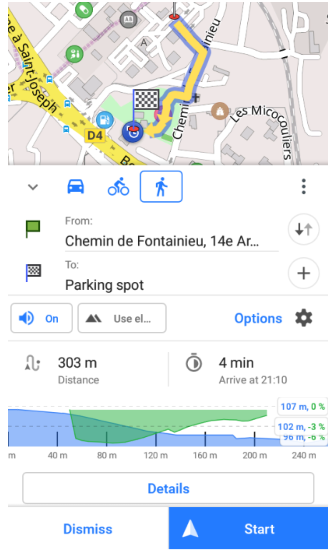 nieu
e à Saint-Joseph
A
Chemin
Les Micocouliers
D4
Bo
From:
Chemin de Fontainieu, 14e Ar...
To:
Parking spot
On
Use el...
Options
303 m
Distance
4 min
Arrive at 21:10
107 m, 0 %
102 m, -3 %
96 m, -6 %
m 40 m 80 m 120 m 160 m 200 m 240 m
Details
Dismiss
Start